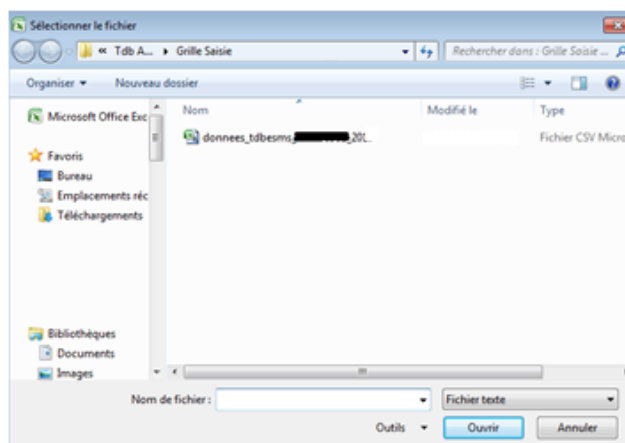 Sélectionner le fichier
« Tdb A... ▸ Grille Saisie
Rechercher dans : Grille Saisie ...
Organiser ▾ Nouveau dossier
Microsoft Office Exc
Nom Modifié le Type
donnees_tdbesms_ _201.. Fichier CSV Micro
Favoris
Bureau
Emplacements réc
Téléchargements
Bibliothèques
Documents
Images
Nom de fichier : Fichier texte
Outils ▾ Ouvrir Annuler